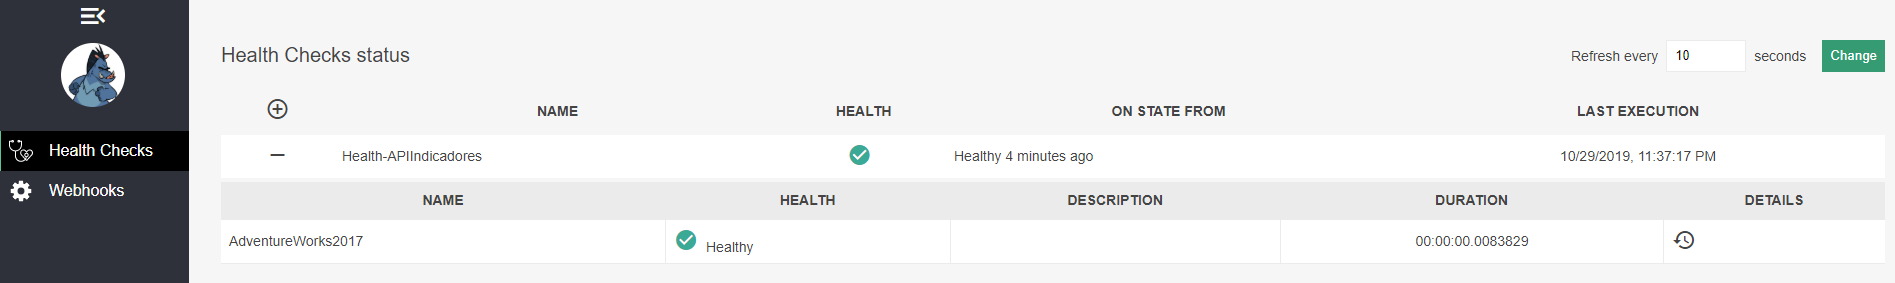 Health Checks status
Refresh every 10 seconds Change
NAME HEALTH ON STATE FROM LAST EXECUTION
Health Checks
Health-APIIndicadores Healthy 4 minutes ago 10/29/2019, 11:37:17 PM
Webhooks
NAME HEALTH DESCRIPTION DURATION DETAILS
AdventureWorks2017 Healthy 00:00:00.0083829